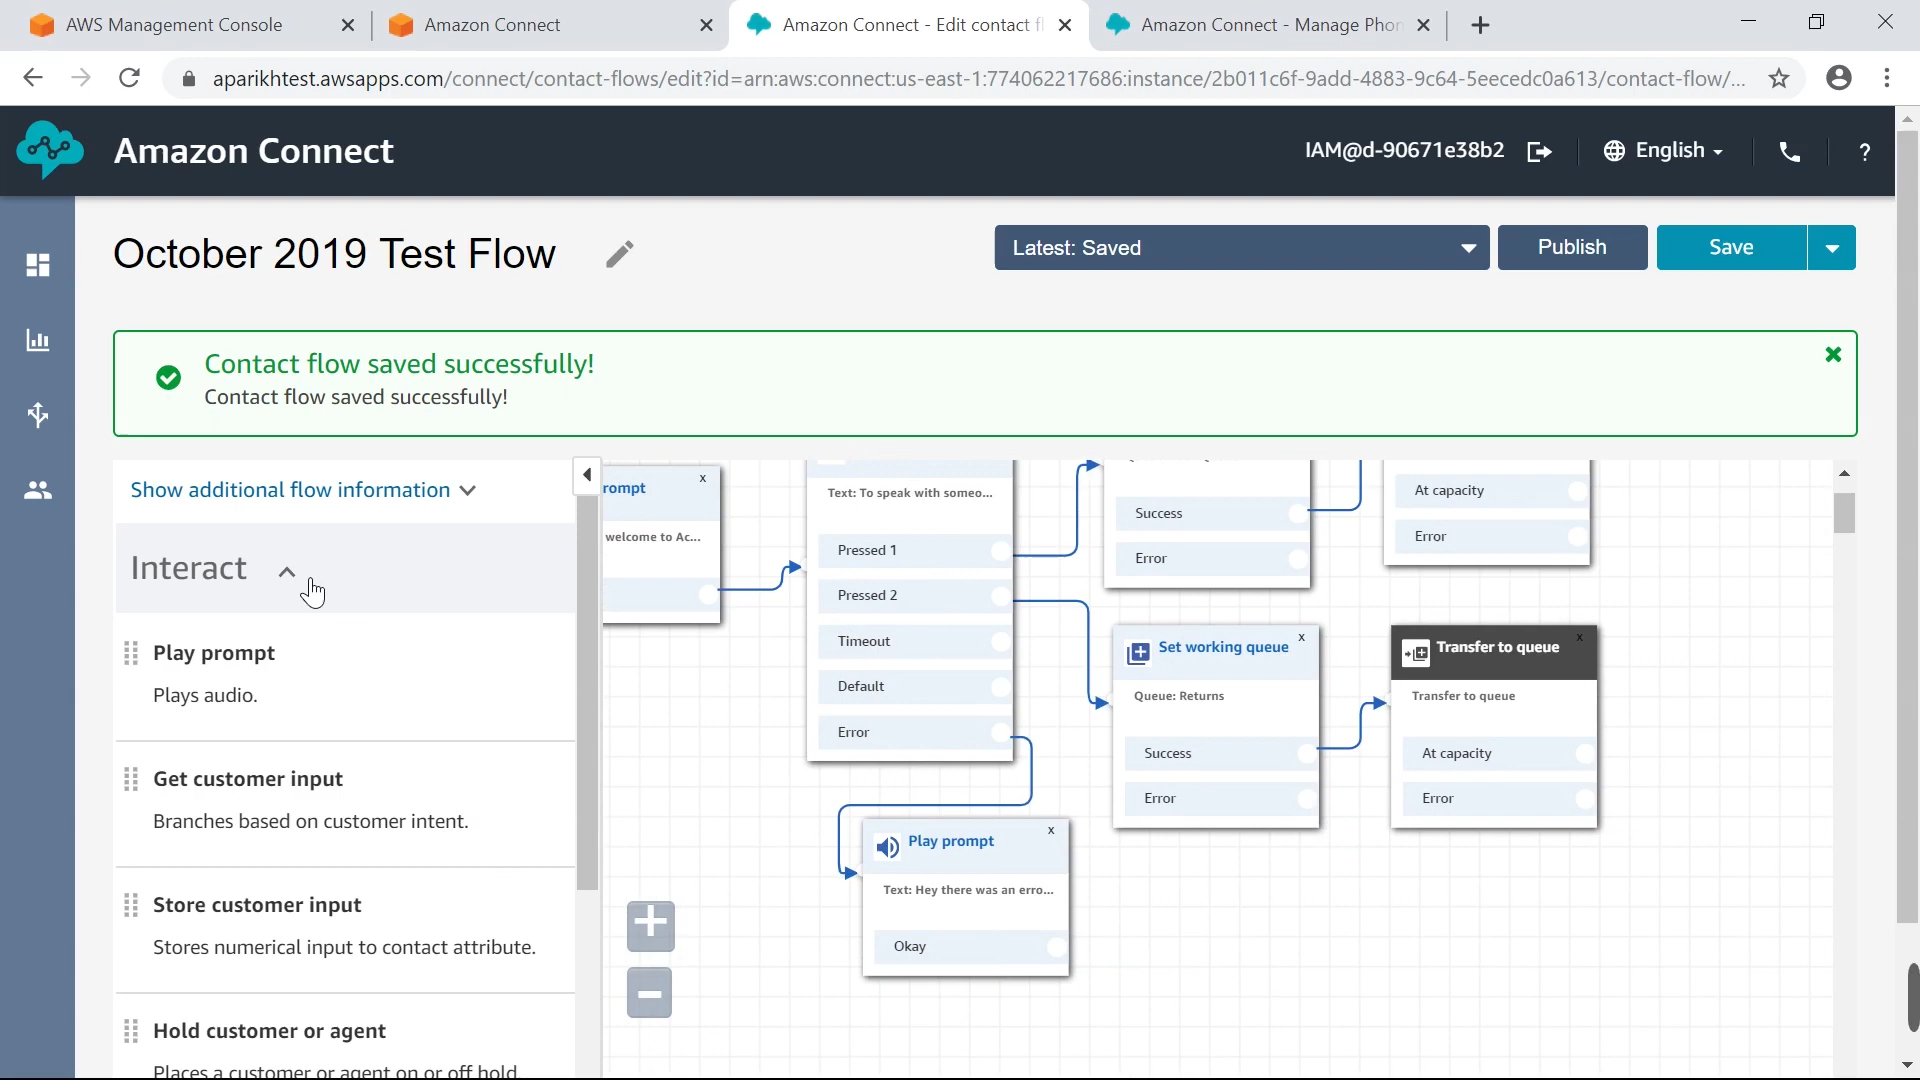 AWS Management Console
Amazon Connect
Amazon Connect - Edit contact fl
Amazon Connect - Manage Phon
aparikhtest.awsapps.com/connect/contact-flows/edit?id=arn:aws:connect:us-east-1:774062217686:instance/2b011c6f-9add-4883-9c64-5eecedc0a613/contact-flow/...
Amazon Connect
IAM@d-90671e38b2
English
?
October 2019 Test Flow
Latest: Saved
Publish
Save
Contact flow saved successfully!
Contact flow saved successfully!
Show additional flow information
Interact
Play prompt
Plays audio.
Get customer input
Branches based on customer intent.
Store customer input
Stores numerical input to contact attribute.
Hold customer or agent
Places a customer or agent on or off hold.
rompt
x
welcome to Ac...
Text: To speak with someo...
Pressed 1
Pressed 2
Timeout
Default
Error
Success
Error
At capacity
Error
Set working queue
x
Queue: Returns
Success
Error
Transfer to queue
x
Transfer to queue
At capacity
Error
Play prompt
x
Text: Hey there was an erro...
Okay